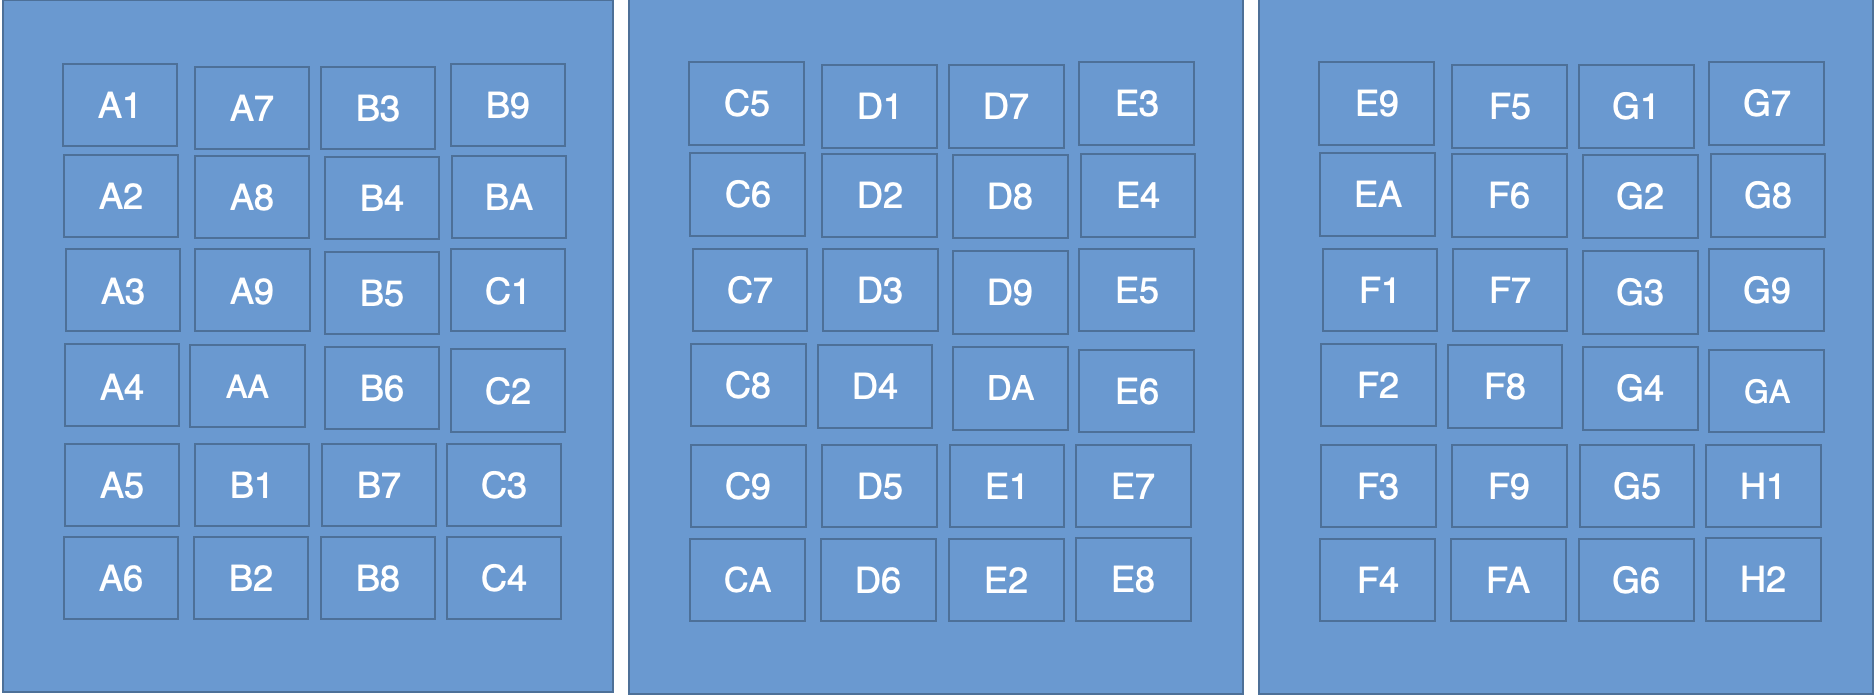 A1 A7 B3 B9
A2 A8 B4 BA
A3 A9 B5 C1
A4 AA B6 C2
A5 B1 B7 C3
A6 B2 B8 C4
C5 D1 D7 E3
C6 D2 D8 E4
C7 D3 D9 E5
C8 D4 DA E6
C9 D5 E1 E7
CA D6 E2 E8
E9 F5 G1 G7
EA F6 G2 G8
F1 F7 G3 G9
F2 F8 G4 GA
F3 F9 G5 H1
F4 FA G6 H2